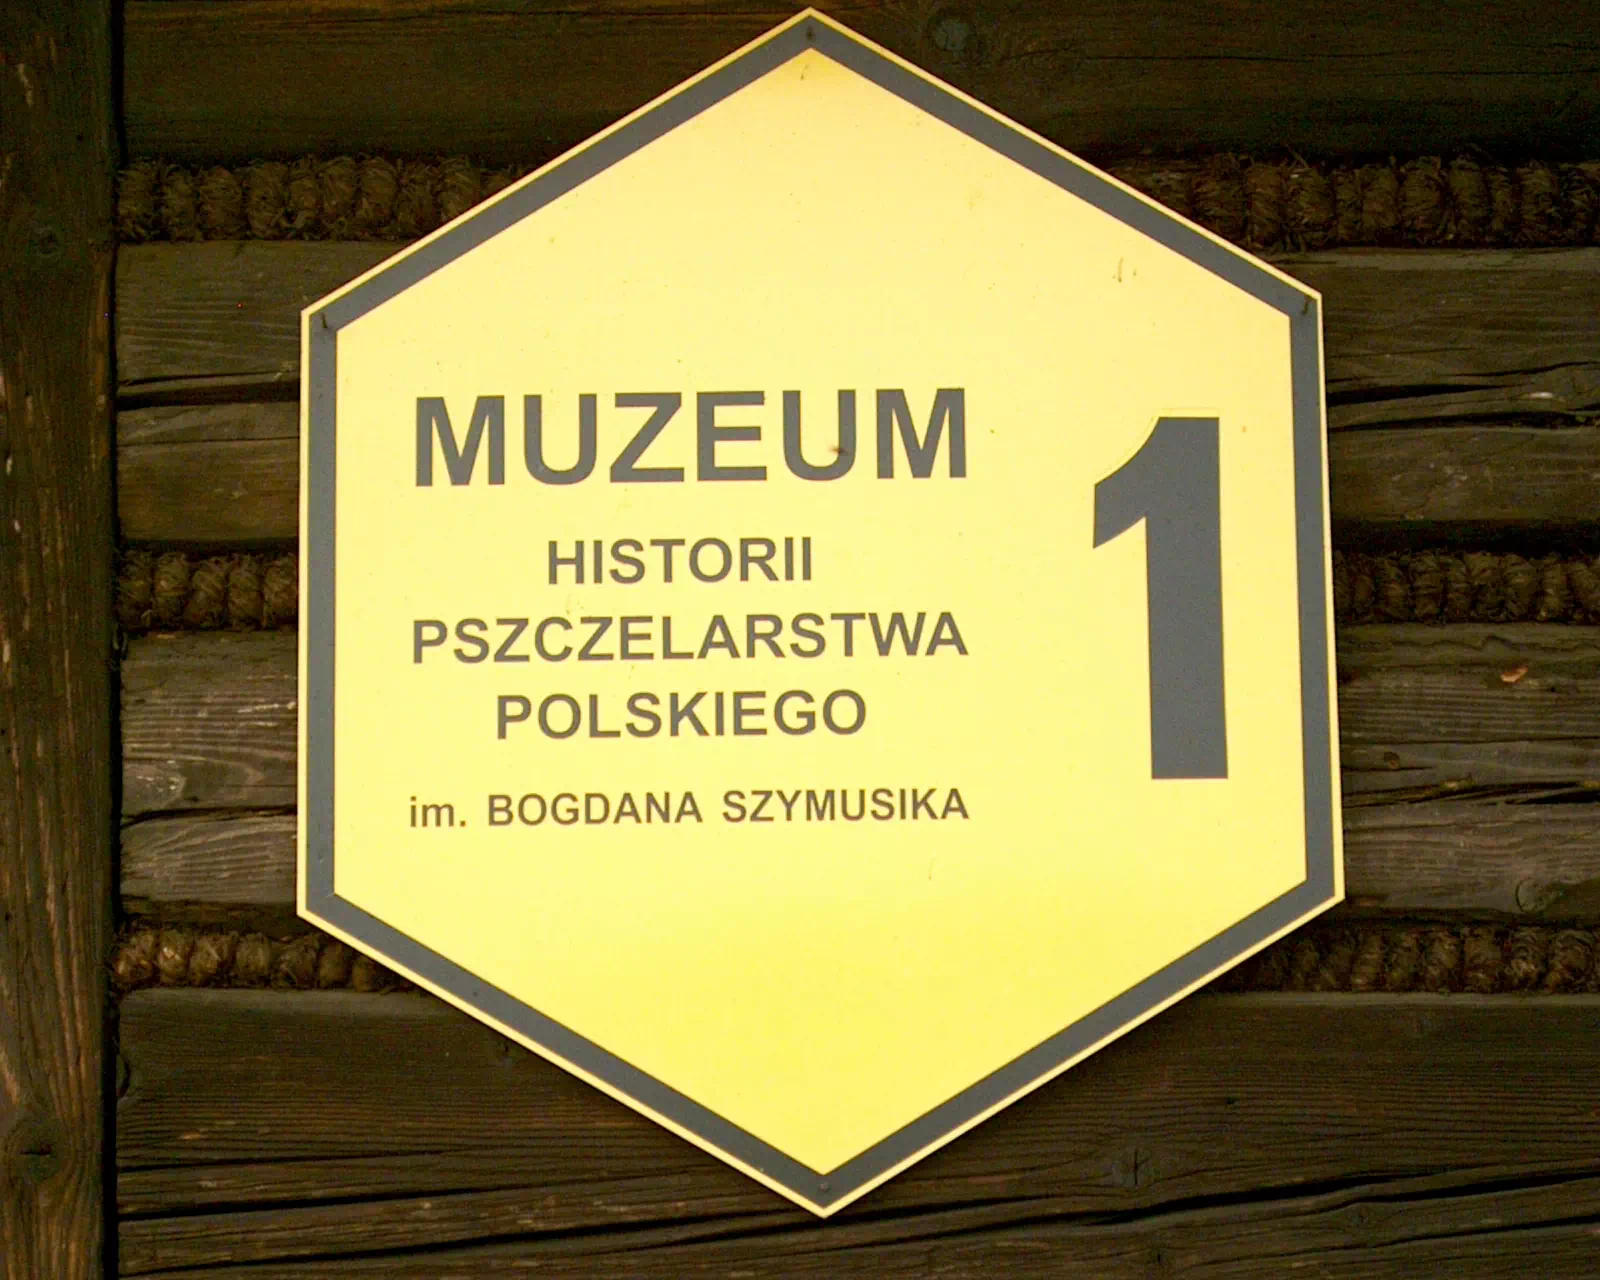 MUZEUM
HISTORII
PSZCZELARSTWA
POLSKIEGO
im. BOGDANA SZYMUSIKA
1